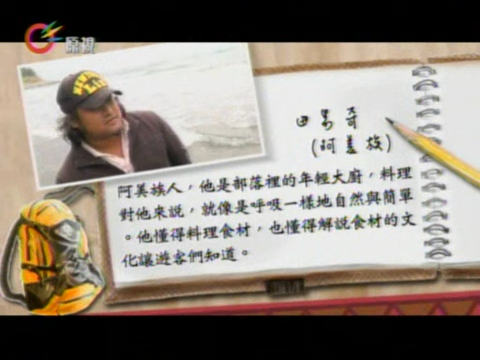 原視
田馬奇
(阿美族)
阿美族人，他是部落裡的年輕大廚，料理
對他來說，就像是呼吸一樣地自然與簡單
。他懂得料理食材，也懂得解說食材的文
化讓遊客們知道。